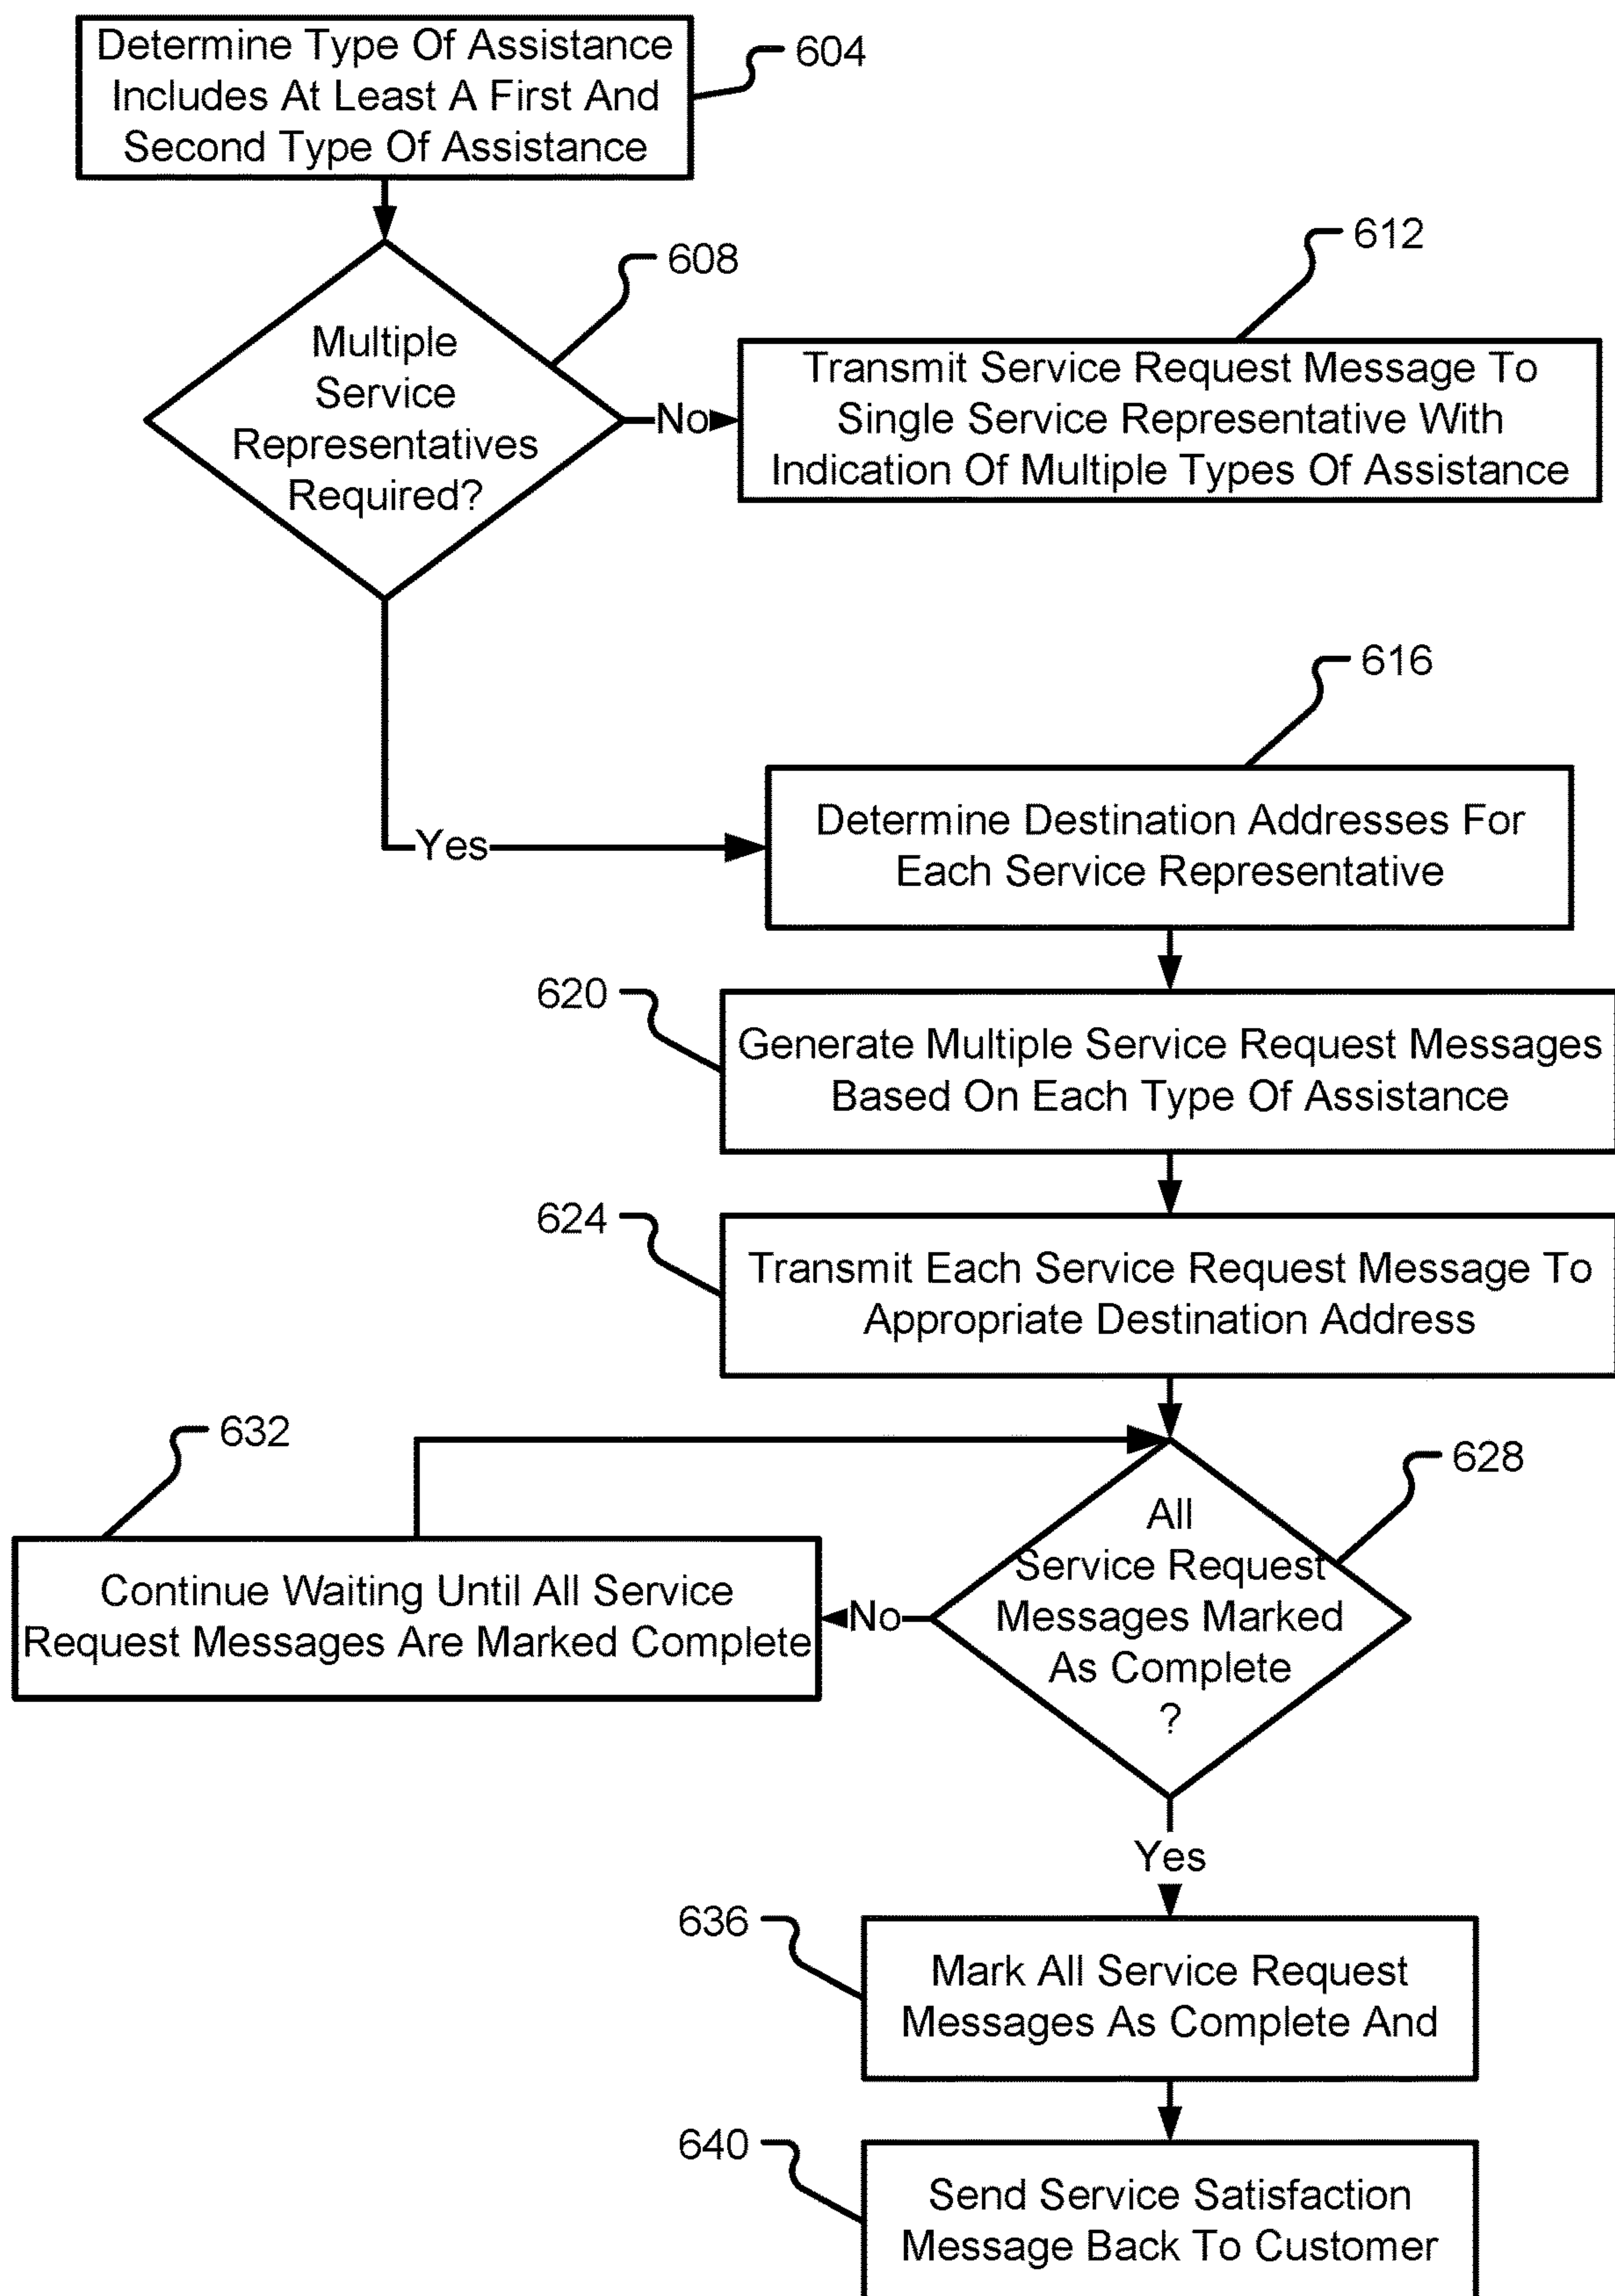 Determine Type Of Assistance
Includes At Least A First And
Second Type Of Assistance
604
608
Multiple
Service
Representatives
Required?
No
612
Transmit Service Request Message To
Single Service Representative With
Indication Of Multiple Types Of Assistance
616
Yes
Determine Destination Addresses For
Each Service Representative
620
Generate Multiple Service Request Messages
Based On Each Type Of Assistance
624
Transmit Each Service Request Message To
Appropriate Destination Address
632
628
All
Service Request
Messages Marked
As Complete
?
No
Continue Waiting Until All Service
Request Messages Are Marked Complete
Yes
636
Mark All Service Request
Messages As Complete And
640
Send Service Satisfaction
Message Back To Customer